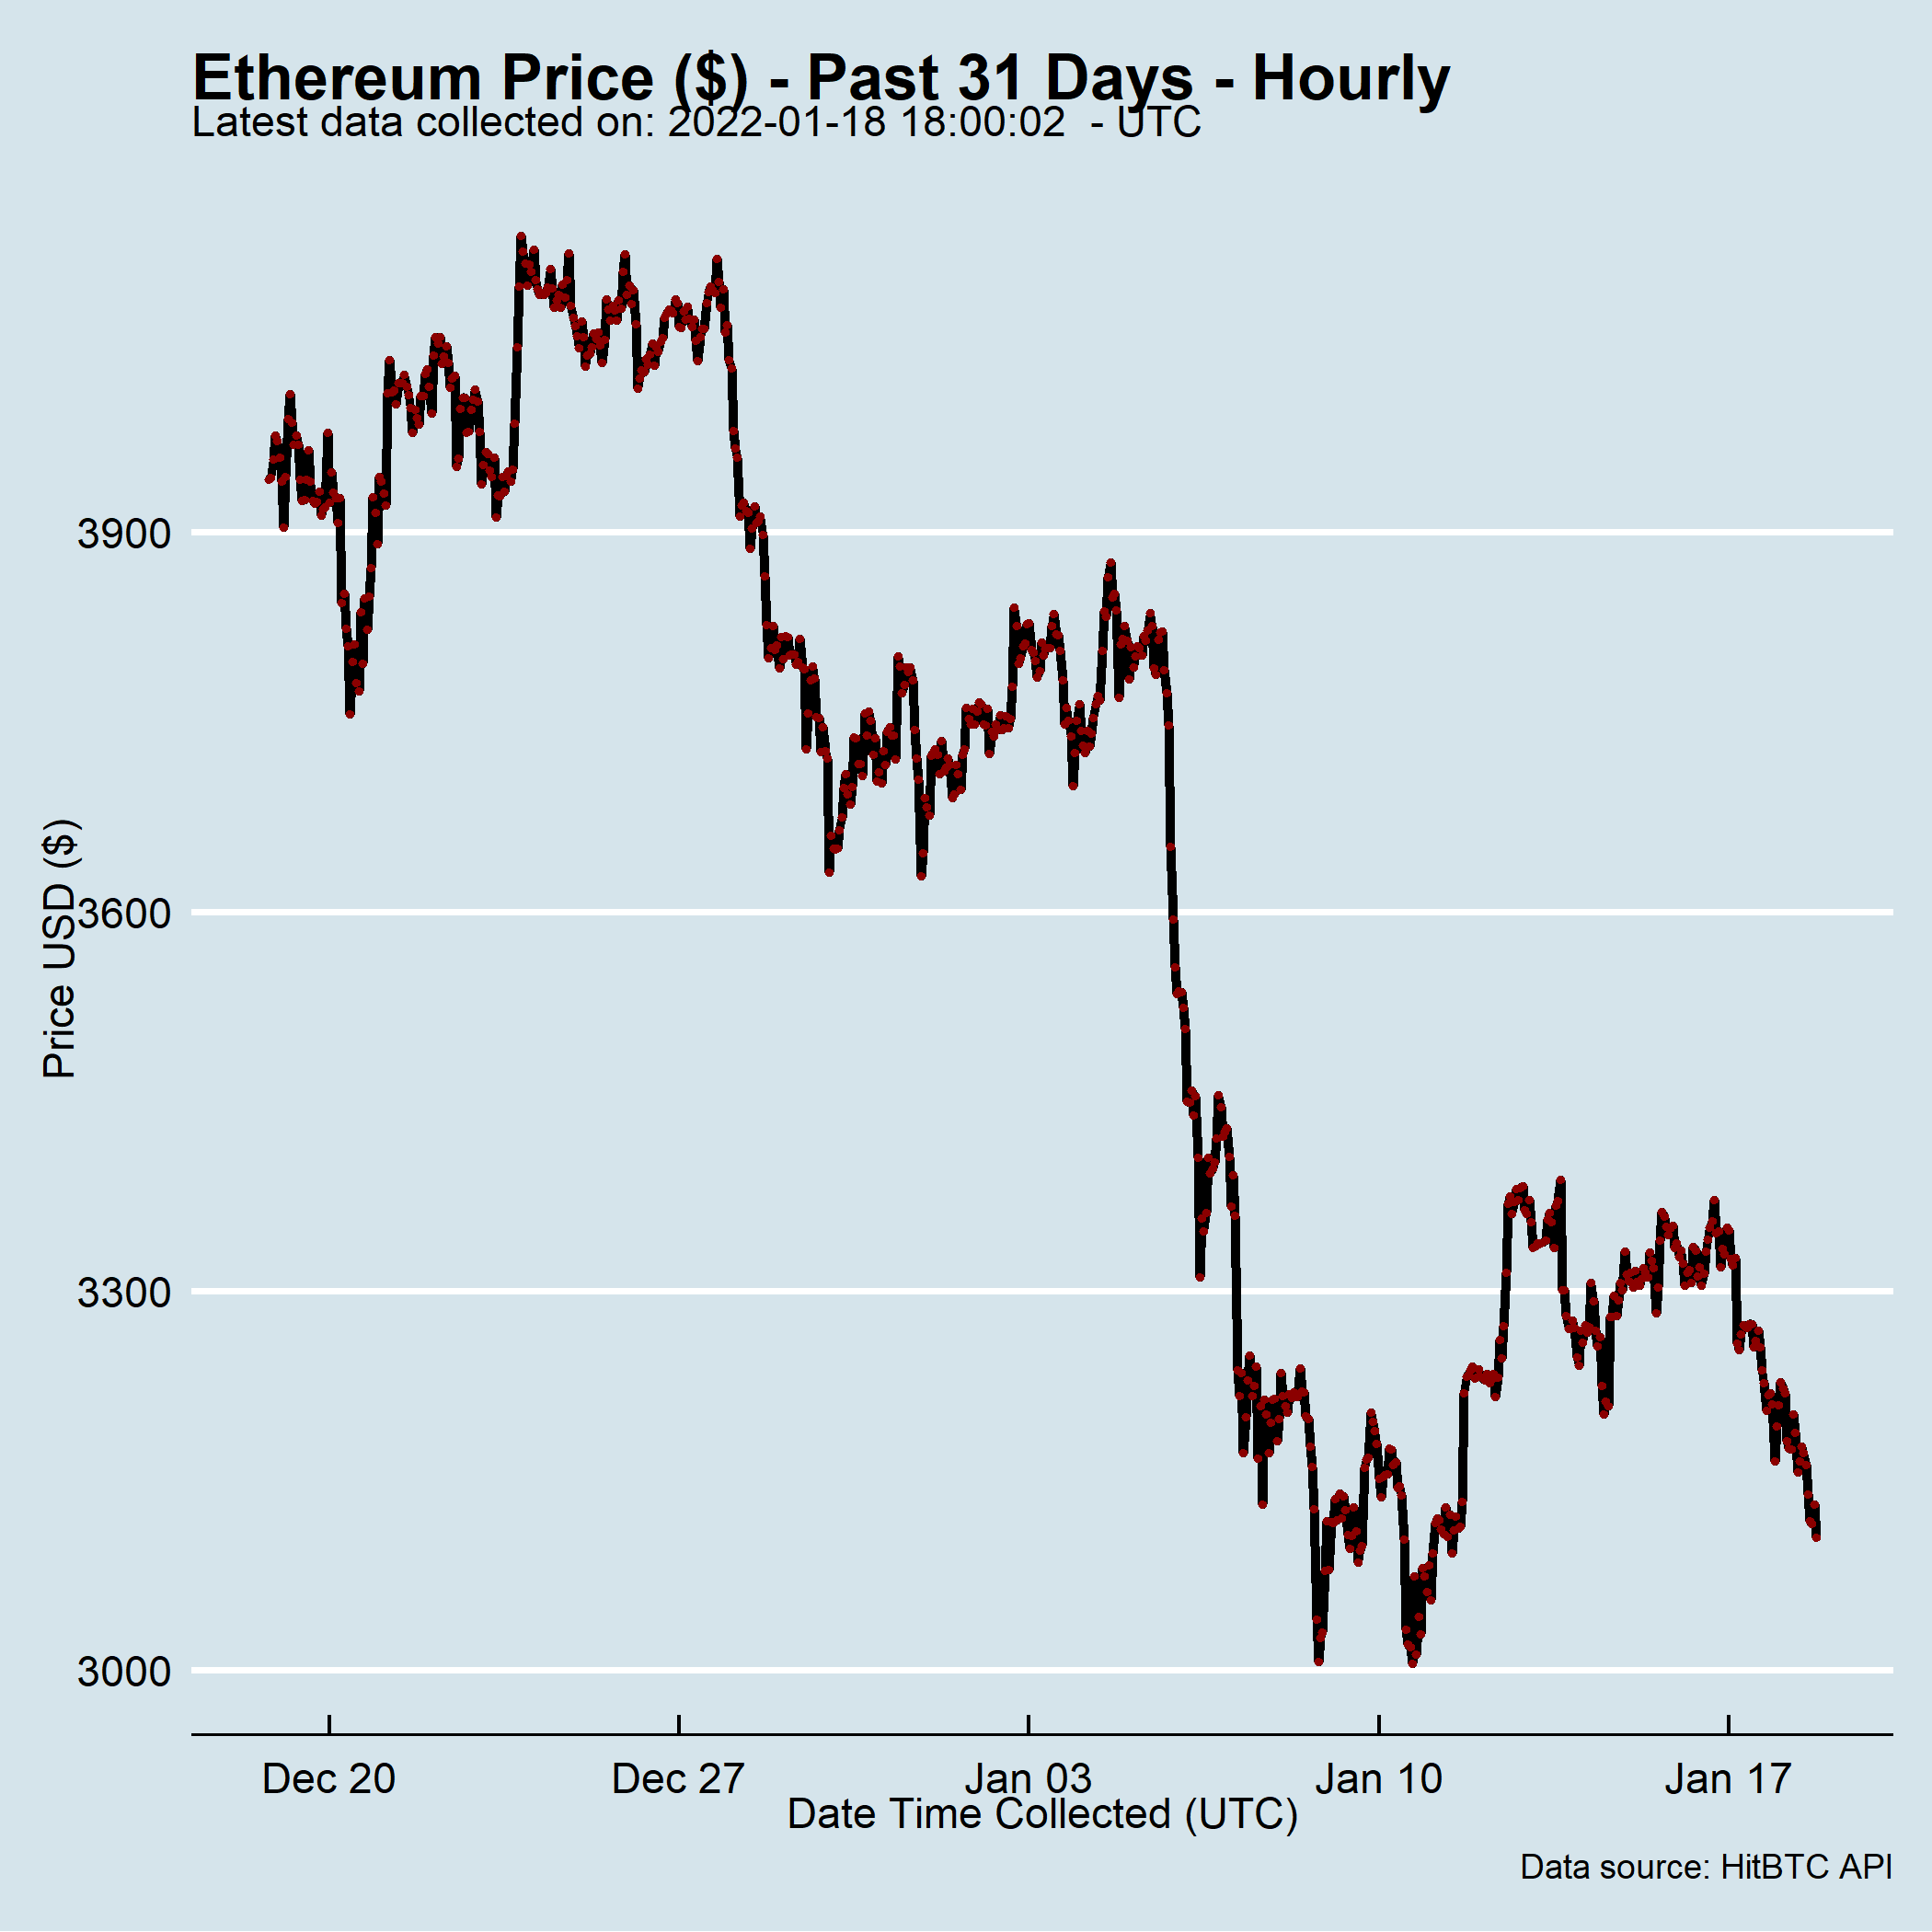 Ethereum Price ($) - Past 31 Days - Hourly
Latest data collected on: 2022-01-18 18:00:02  - UTC
Price USD ($)
3900
3600
3300
3000
Dec 20
Dec 27
Jan 03
Jan 10
Jan 17
Date Time Collected (UTC)
Data source: HitBTC API